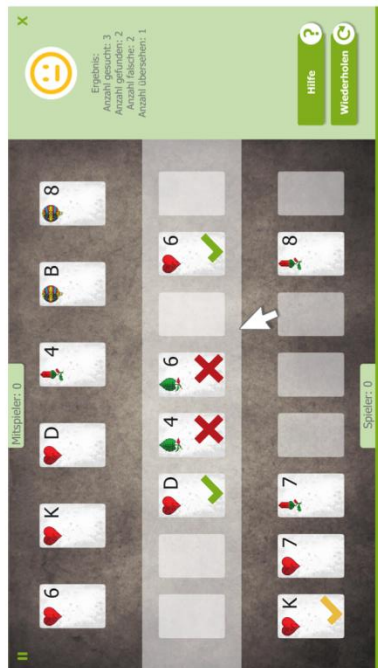 Mitspieler: 0
X
6 K D 4 B 8
D 4 6 6
K 7 7 8
Spieler: 0
Ergebnis:
Anzahl gesucht: 3
Anzahl gefunden: 2
Anzahl falsche: 2
Anzahl übersehen: 1
Hilfe ?
Wiederholen